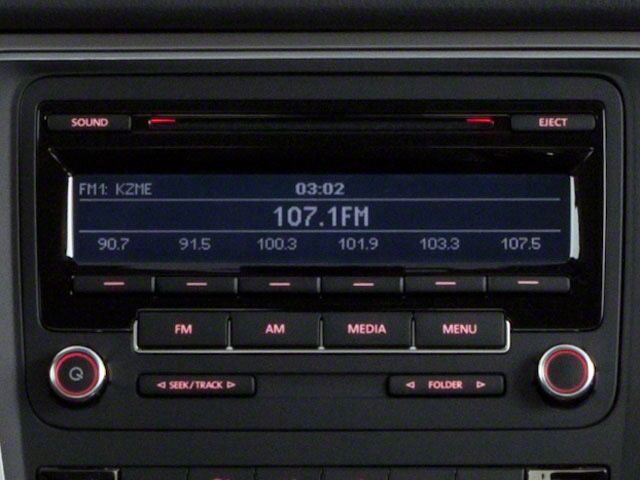 SOUND EJECT
FM1: KZME 03:02
107.1FM
90.7 91.5 100.3 101.9 103.3 107.5
FM AM MEDIA MENU
SEEK/TRACK FOLDER